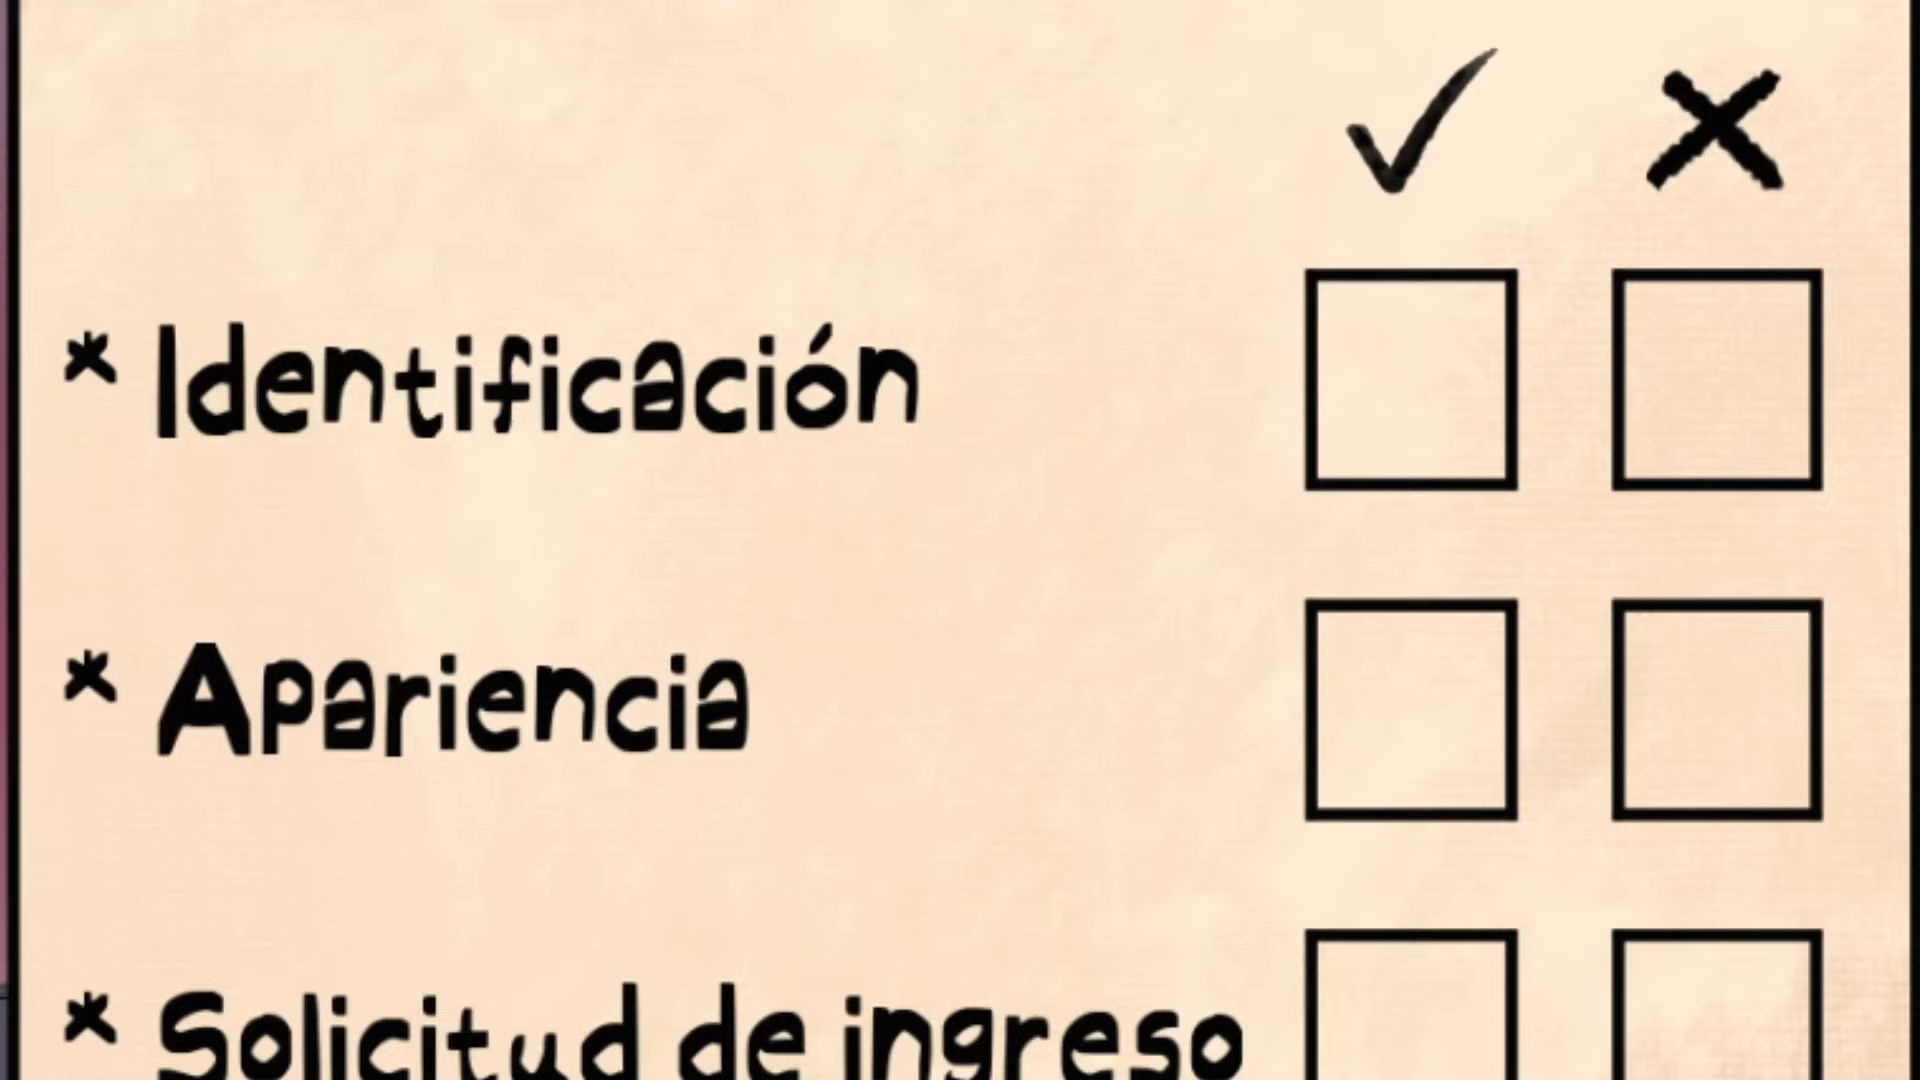 ✓ ✗
* Identificación
* Apariencia
* Solicitud de ingreso